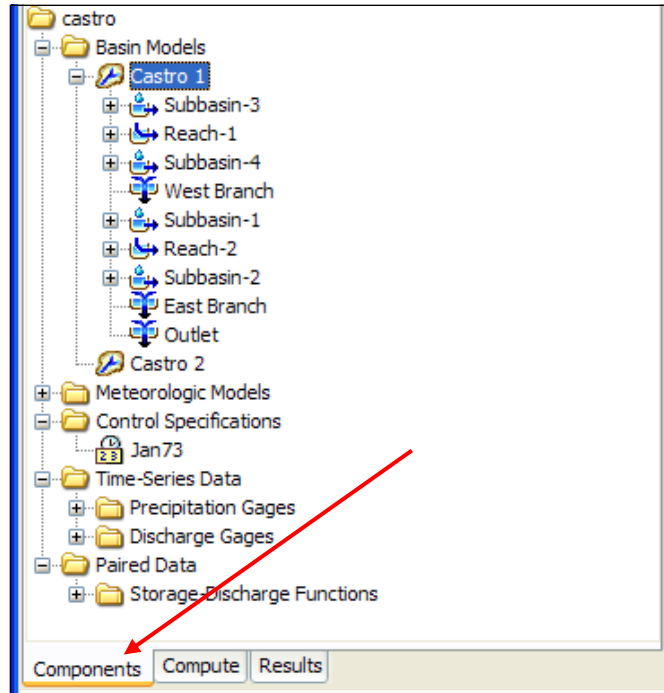 castro
Basin Models
Castro 1
Subbasin-3
Reach-1
Subbasin-4
West Branch
Subbasin-1
Reach-2
Subbasin-2
East Branch
Outlet
Castro 2
Meteorologic Models
Control Specifications
Jan73
Time-Series Data
Precipitation Gages
Discharge Gages
Paired Data
Storage-Discharge Functions
Components Compute Results